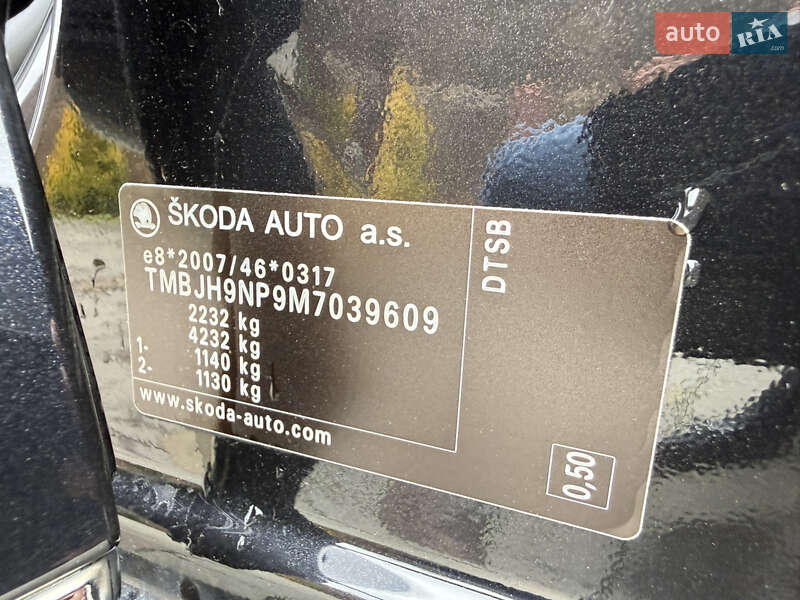 auto RIA .com
ŠKODA AUTO a.s.
e8*2007/46*0317
TMBJH9NP9M7039609
2232 kg
4232 kg
1- 1140 kg
2- 1130 kg
www.skoda-auto.com
DTSB
0,50